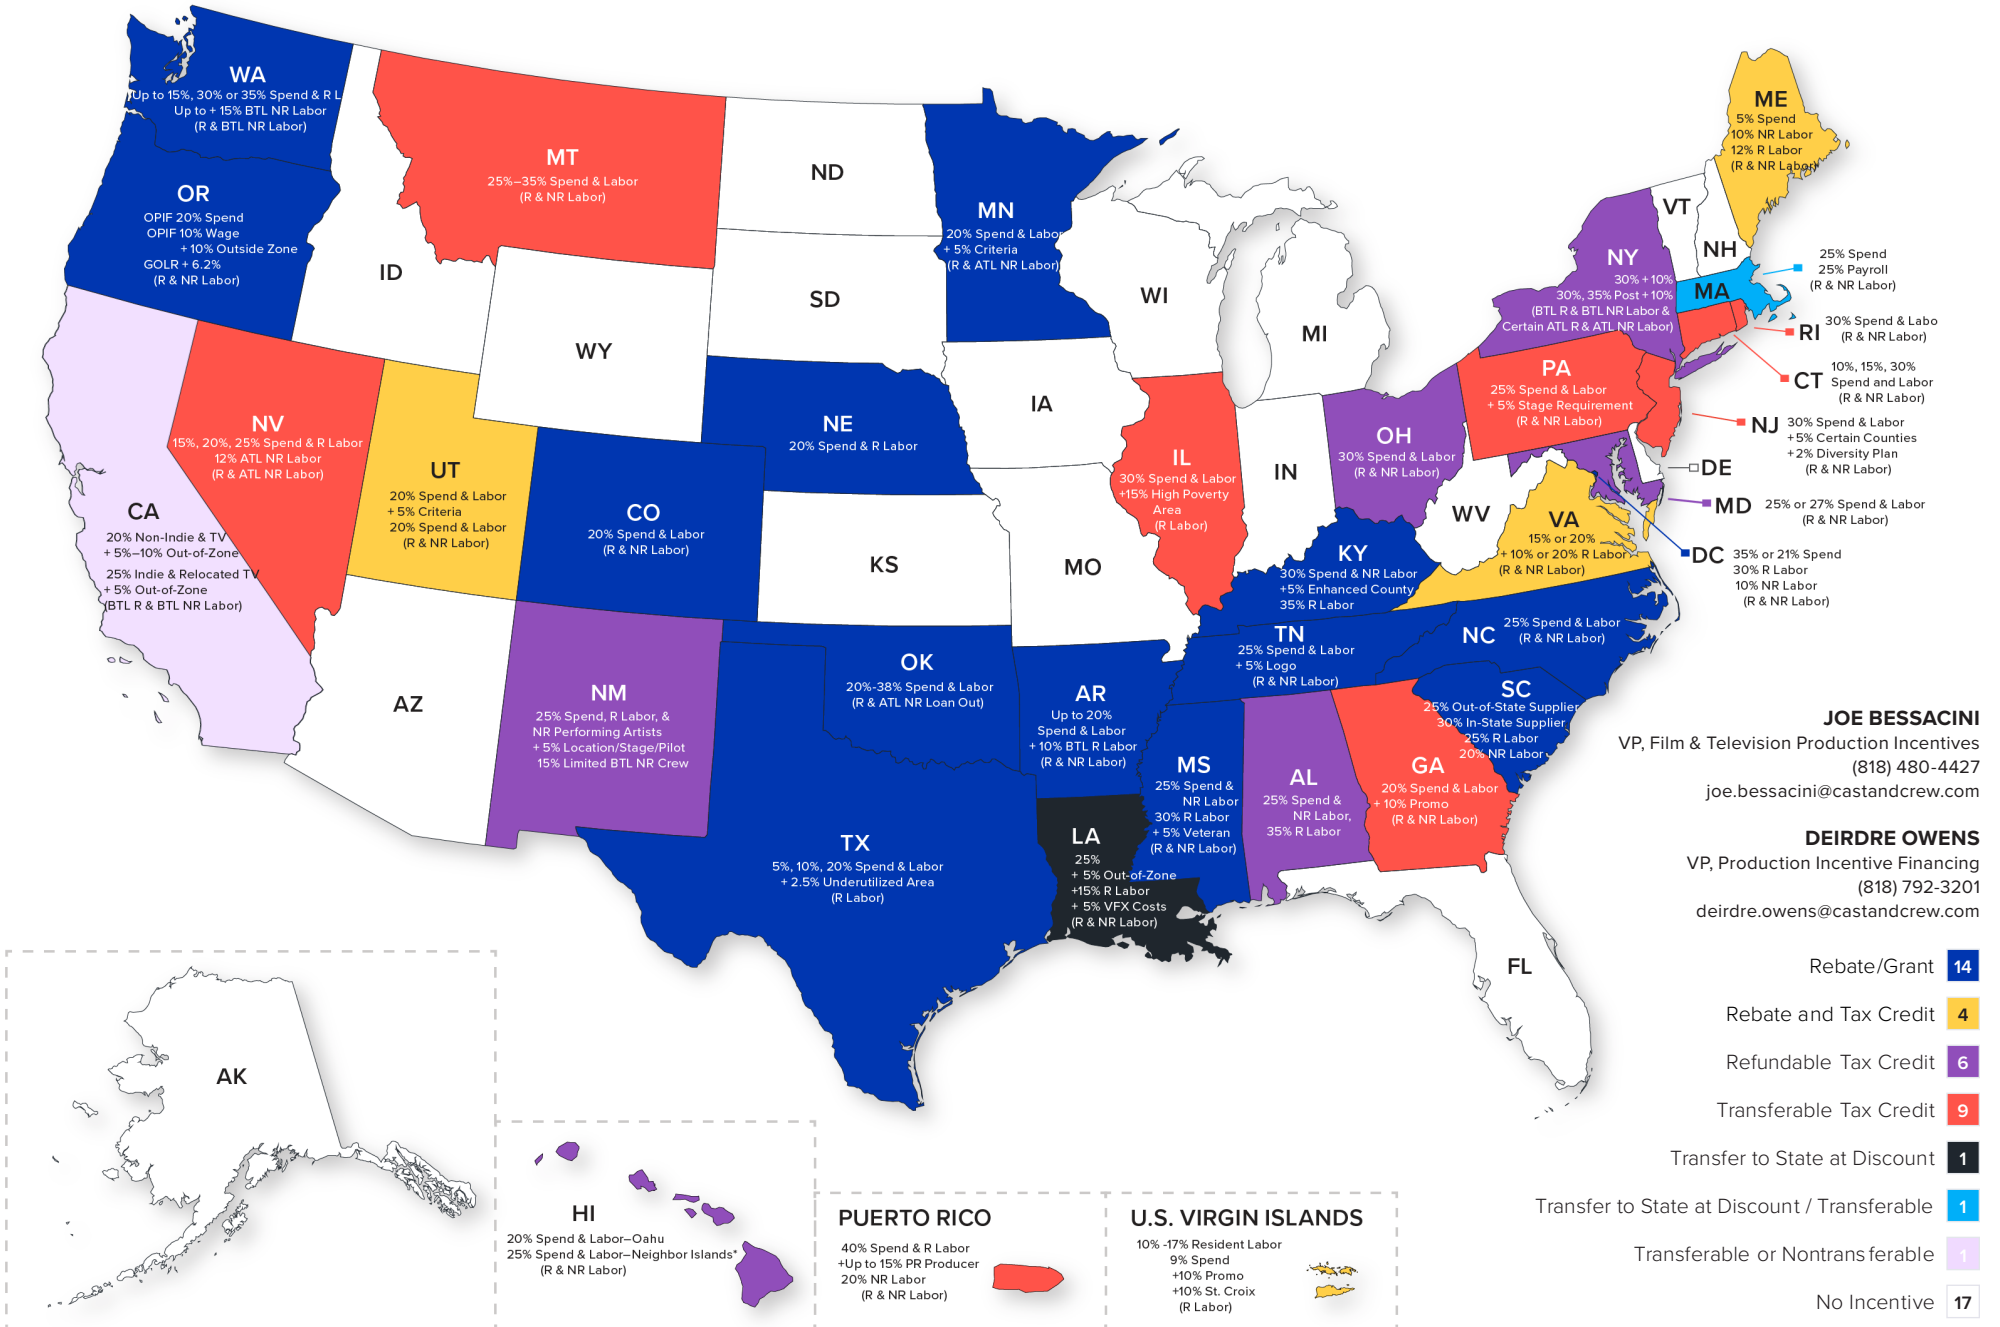 WA
Up to 15%, 30% or 35% Spend & R L
Up to + 15% BTL NR Labor
(R & BTL NR Labor)
OR
OPIF 20% Spend
OPIF 10% Wage
+ 10% Outside Zone
GOLR + 6.2%
(R & NR Labor)
ID
MT
25%–35% Spend & Labor
(R & NR Labor)
ND
SD
WY
MN
20% Spend & Labor
+ 5% Criteria
(R & ATL NR Labor)
WI
MI
IA
NE
20% Spend & R Labor
NV
15%, 20%, 25% Spend & R Labor
12% ATL NR Labor
(R & ATL NR Labor)
UT
20% Spend & Labor
+ 5% Criteria
20% Spend & Labor
(R & NR Labor)
CO
20% Spend & Labor
(R & NR Labor)
CA
20% Non-Indie & TV
+ 5%–10% Out-of-Zone
25% Indie & Relocated TV
+ 5% Out-of-Zone
(BTL R & BTL NR Labor)
KS
MO
IL
30% Spend & Labor
+15% High Poverty
Area
(R Labor)
IN
OH
30% Spend & Labor
(R & NR Labor)
WV
KY
30% Spend & NR Labor
+5% Enhanced County
35% R Labor
VA
15% or 20%
+ 10% or 20% R Labor
(R & NR Labor)
PA
25% Spend & Labor
+ 5% Stage Requirement
(R & NR Labor)
NY
30% + 10%
30%, 35% Post + 10%
(BTL R & BTL NR Labor &
Certain ATL R & ATL NR Labor)
VT
NH
ME
5% Spend
10% NR Labor
12% R Labor
(R & NR Labor)
MA
25% Spend
25% Payroll
(R & NR Labor)
RI
30% Spend & Labo
(R & NR Labor)
CT
10%, 15%, 30%
Spend and Labor
(R & NR Labor)
NJ
30% Spend & Labor
+5% Certain Counties
+2% Diversity Plan
(R & NR Labor)
DE
MD
25% or 27% Spend & Labor
(R & NR Labor)
DC
35% or 21% Spend
30% R Labor
10% NR Labor
(R & NR Labor)
AZ
NM
25% Spend, R Labor, &
NR Performing Artists
+ 5% Location/Stage/Pilot
15% Limited BTL NR Crew
OK
20%-38% Spend & Labor
(R & ATL NR Loan Out)
TX
5%, 10%, 20% Spend & Labor
+ 2.5% Underutilized Area
(R Labor)
AR
Up to 20%
Spend & Labor
+ 10% BTL R Labor
(R & NR Labor)
LA
25%
+ 5% Out-of-Zone
+15% R Labor
+ 5% VFX Costs
(R & NR Labor)
MS
25% Spend &
NR Labor
30% R Labor
+ 5% Veteran
(R & NR Labor)
TN
25% Spend & Labor
+ 5% Logo
(R & NR Labor)
NC
25% Spend & Labor
(R & NR Labor)
SC
25% Out-of-State Supplier
30% In-State Supplier
25% R Labor
20% NR Labor
AL
25% Spend &
NR Labor,
35% R Labor
GA
20% Spend & Labor
+ 10% Promo
(R & NR Labor)
FL
AK
HI
20% Spend & Labor–Oahu
25% Spend & Labor–Neighbor Islands*
(R & NR Labor)
PUERTO RICO
40% Spend & R Labor
+Up to 15% PR Producer
20% NR Labor
(R & NR Labor)
U.S. VIRGIN ISLANDS
10% -17% Resident Labor
9% Spend
+10% Promo
+10% St. Croix
(R Labor)
JOE BESSACINI
VP, Film & Television Production Incentives
(818) 480-4427
joe.bessacini@castandcrew.com
DEIRDRE OWENS
VP, Production Incentive Financing
(818) 792-3201
deirdre.owens@castandcrew.com
Rebate/Grant 14
Rebate and Tax Credit 4
Refundable Tax Credit 6
Transferable Tax Credit 9
Transfer to State at Discount 1
Transfer to State at Discount / Transferable 1
Transferable or Nontransferable 1
No Incentive 17